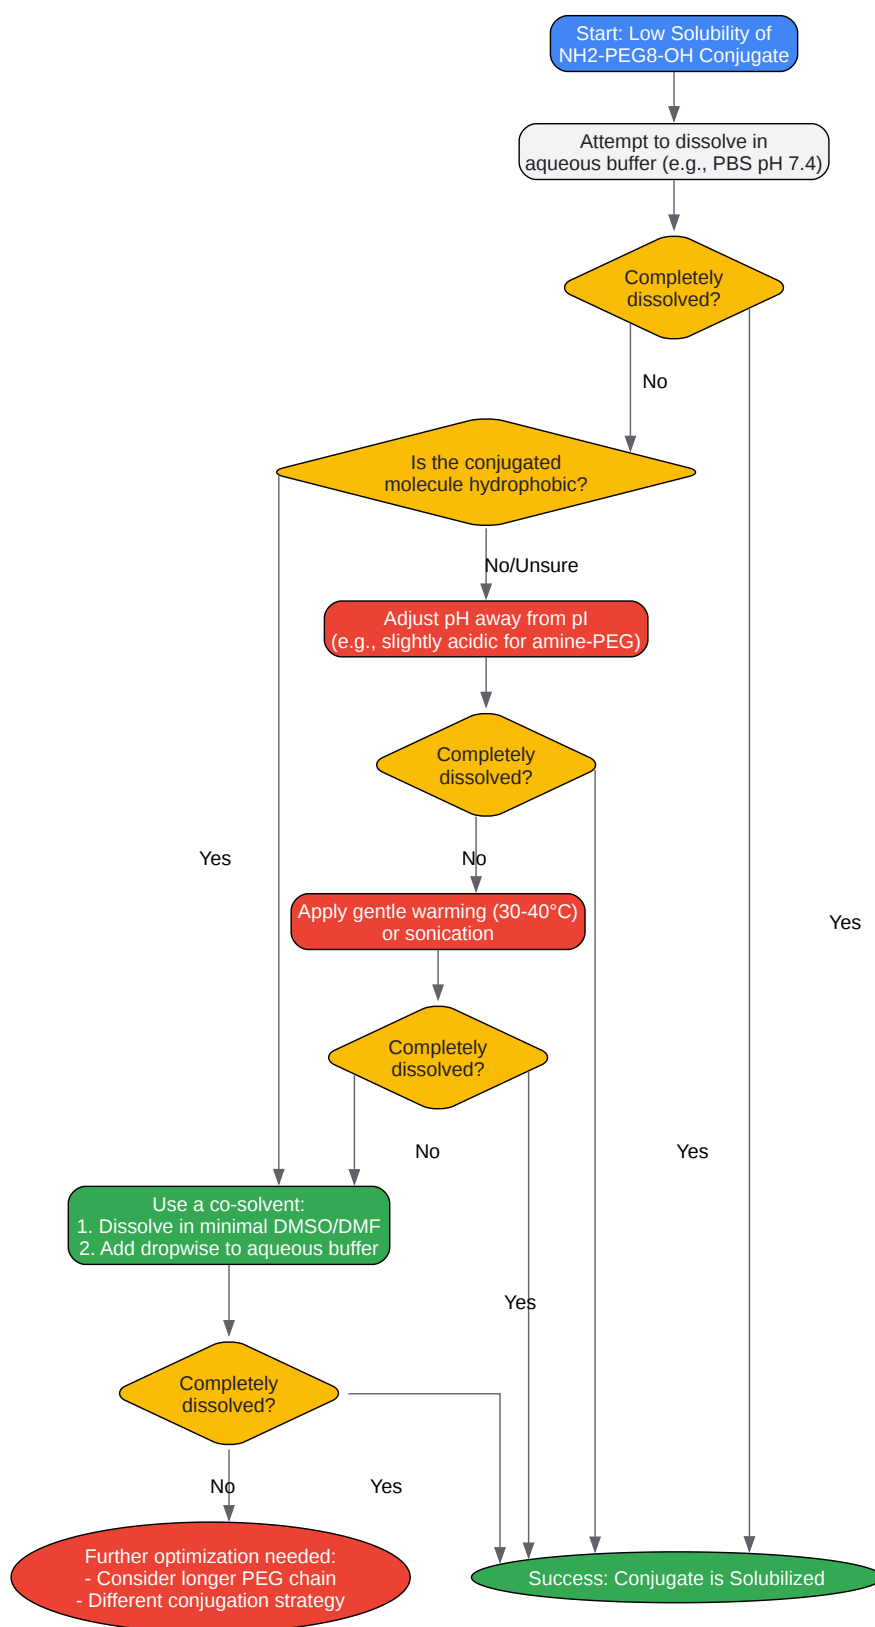 Start: Low Solubility of
NH2-PEG8-OH Conjugate
Attempt to dissolve in
aqueous buffer (e.g., PBS pH 7.4)
Completely
dissolved?
No
Is the conjugated
molecule hydrophobic?
No/Unsure
Adjust pH away from pI
(e.g., slightly acidic for amine-PEG)
Completely
dissolved?
Yes
No
Apply gentle warming (30-40°C)
or sonication
Yes
Completely
dissolved?
No
Yes
Use a co-solvent:
1. Dissolve in minimal DMSO/DMF
2. Add dropwise to aqueous buffer
Yes
Completely
dissolved?
No
Yes
Further optimization needed:
- Consider longer PEG chain
- Different conjugation strategy
Success: Conjugate is Solubilized